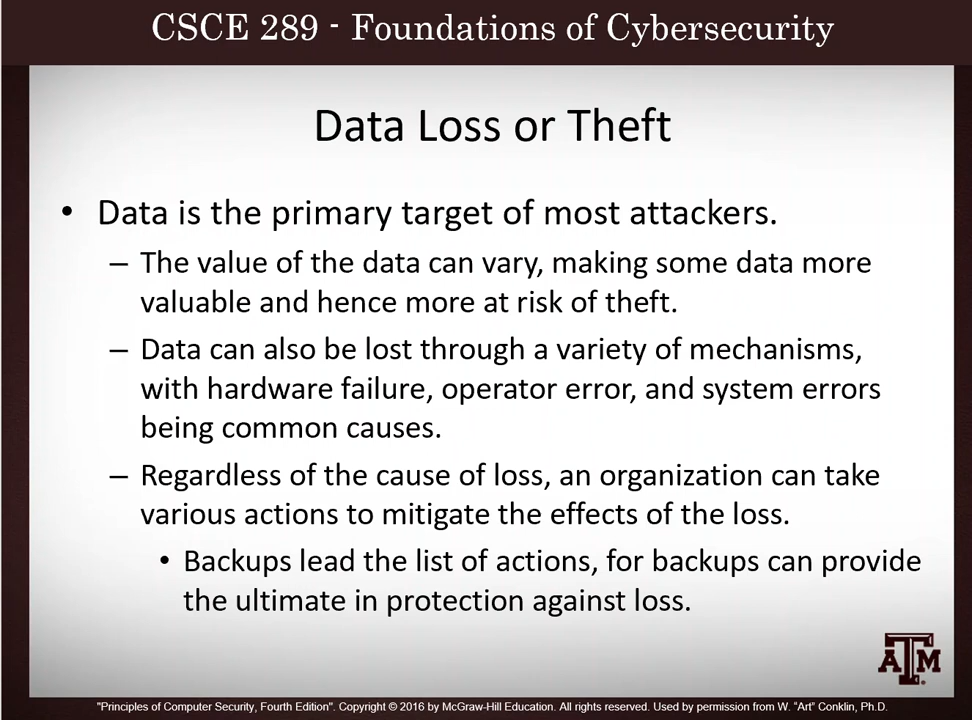 CSCE 289 - Foundations of Cybersecurity
Data Loss or Theft
• Data is the primary target of most attackers.
– The value of the data can vary, making some data more
valuable and hence more at risk of theft.
– Data can also be lost through a variety of mechanisms,
with hardware failure, operator error, and system errors
being common causes.
– Regardless of the cause of loss, an organization can take
various actions to mitigate the effects of the loss.
• Backups lead the list of actions, for backups can provide
the ultimate in protection against loss.
ATM
"Principles of Computer Security, Fourth Edition". Copyright © 2016 by McGraw-Hill Education. All rights reserved. Used by permission from W. "Art" Conklin, Ph.D.